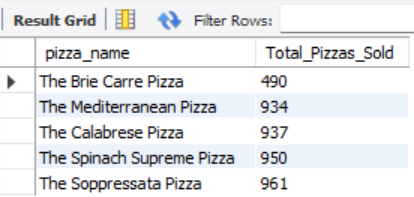 Result Grid Filter Rows:
pizza_name Total_Pizzas_Sold
The Brie Carre Pizza 490
The Mediterranean Pizza 934
The Calabrese Pizza 937
The Spinach Supreme Pizza 950
The Soppressata Pizza 961